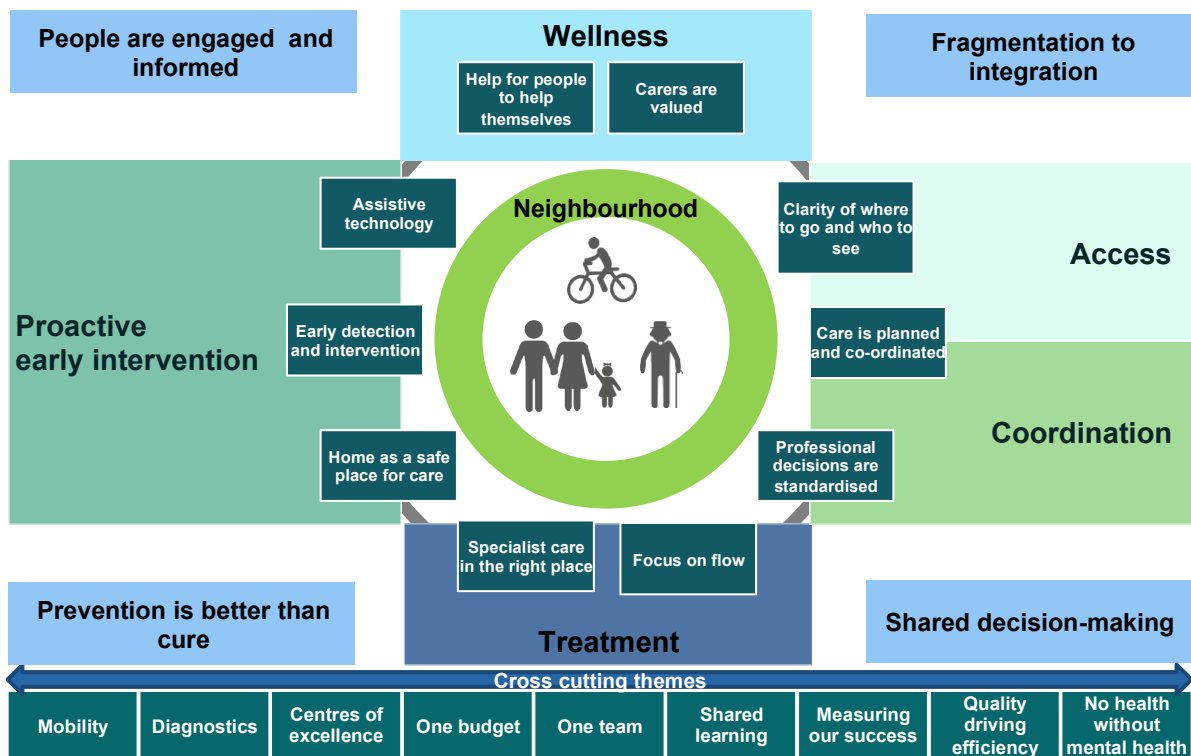 People are engaged and
informed
Wellness
Help for people
to help
themselves
Carers are
valued
Fragmentation to
integration
Assistive
technology
Neighbourhood
Clarity of where
to go and who to
see
Access
Proactive
early intervention
Early detection
and intervention
Care is planned
and co-ordinated
Coordination
Home as a safe
place for care
Professional
decisions are
standardised
Specialist care
in the right place
Focus on flow
Prevention is better than
cure
Treatment
Shared decision-making
Cross cutting themes
Mobility
Diagnostics
Centres of
excellence
One budget
One team
Shared
learning
Measuring
our success
Quality
driving
efficiency
No health
without
mental health